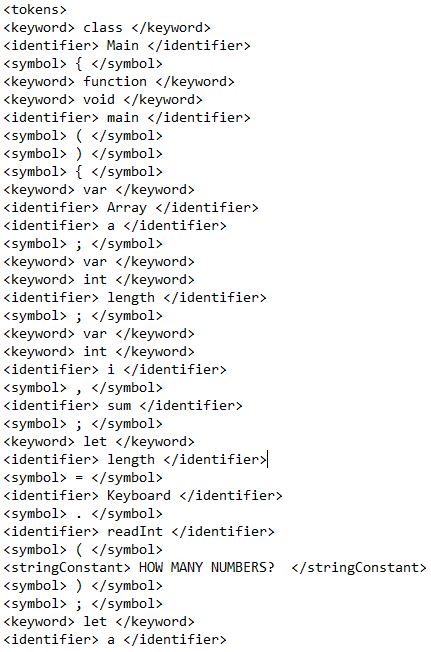 <tokens>
<keyword> class </keyword>
<identifier> Main </identifier>
<symbol> { </symbol>
<keyword> function </keyword>
<keyword> void </keyword>
<identifier> main </identifier>
<symbol> ( </symbol>
<symbol> ) </symbol>
<symbol> { </symbol>
<keyword> var </keyword>
<identifier> Array </identifier>
<identifier> a </identifier>
<symbol> ; </symbol>
<keyword> var </keyword>
<keyword> int </keyword>
<identifier> length </identifier>
<symbol> ; </symbol>
<keyword> var </keyword>
<keyword> int </keyword>
<identifier> i </identifier>
<symbol> , </symbol>
<identifier> sum </identifier>
<symbol> ; </symbol>
<keyword> let </keyword>
<identifier> length </identifier>
<symbol> = </symbol>
<identifier> Keyboard </identifier>
<symbol> . </symbol>
<identifier> readInt </identifier>
<symbol> ( </symbol>
<stringConstant> HOW MANY NUMBERS?  </stringConstant>
<symbol> ) </symbol>
<symbol> ; </symbol>
<keyword> let </keyword>
<identifier> a </identifier>